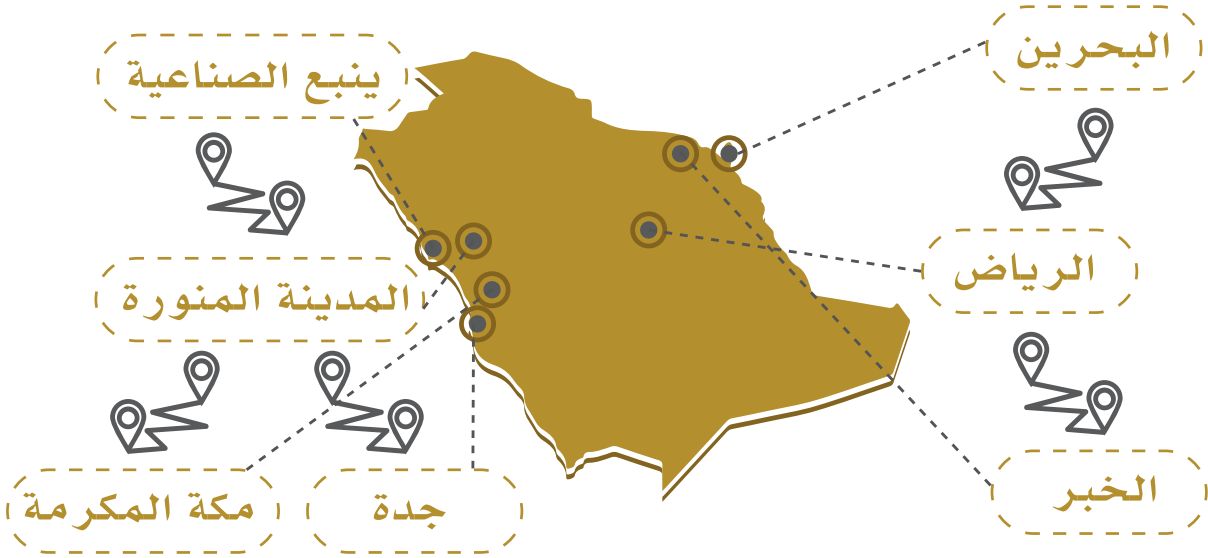 البحرين
ينبع الصناعية
الرياض
المدينة المنورة
الخبر
جدة
مكة المكرمة